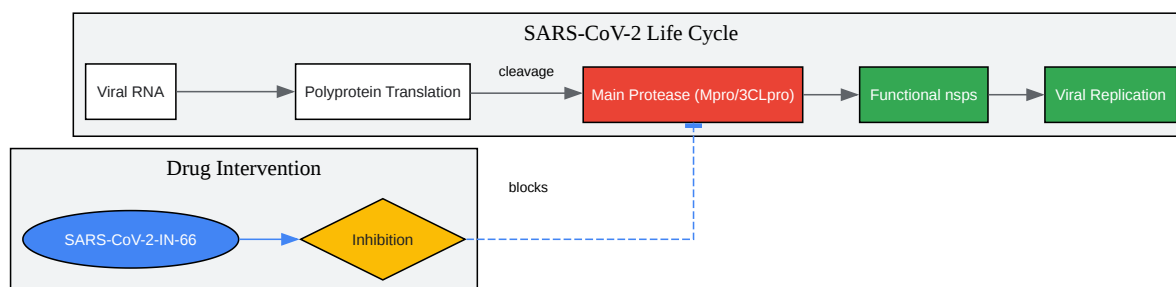 SARS-CoV-2 Life Cycle
Viral RNA
Polyprotein Translation
cleavage
Main Protease (Mpro/3CLpro)
Functional nsps
Viral Replication
Drug Intervention
SARS-CoV-2-IN-66
Inhibition
blocks